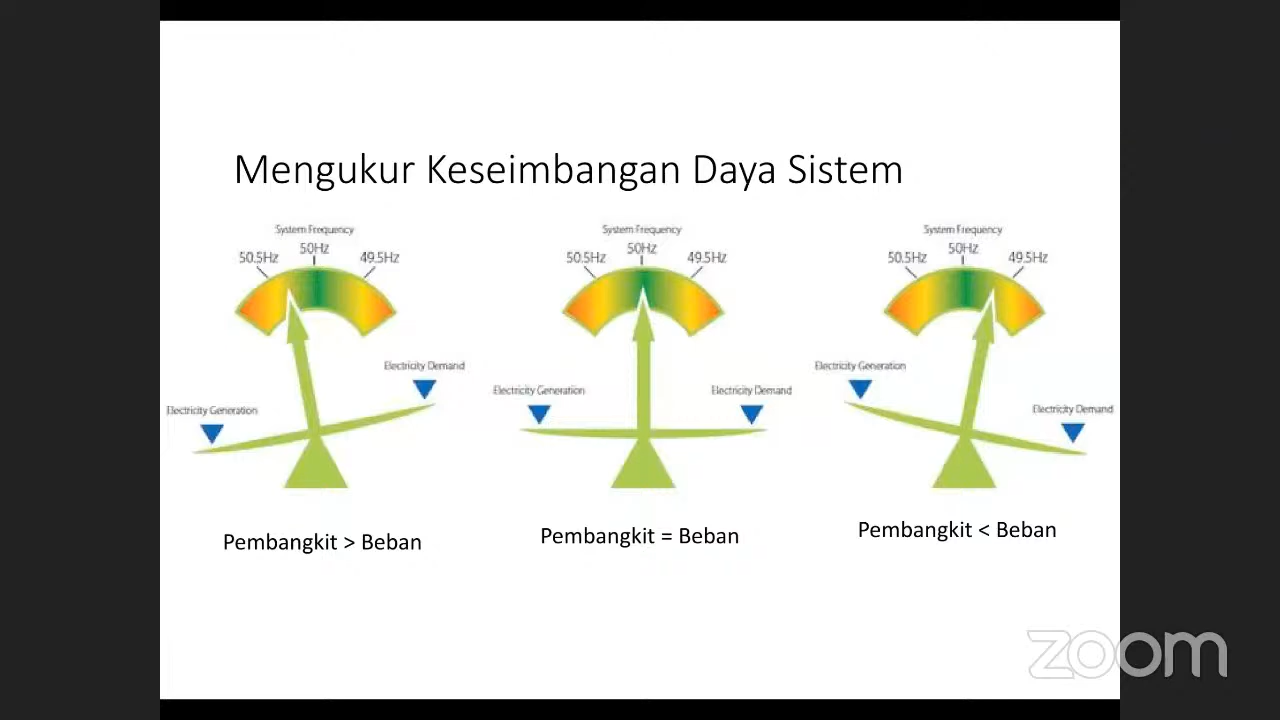 Mengukur Keseimbangan Daya Sistem
System Frequency
50Hz
50.5Hz
49.5Hz
Electricity Demand
Electricity Generation
Pembangkit > Beban
System Frequency
50Hz
50.5Hz
49.5Hz
Electricity Generation
Electricity Demand
Pembangkit = Beban
System Frequency
50Hz
50.5Hz
49.5Hz
Electricity Generation
Electricity Demand
Pembangkit < Beban
zoom